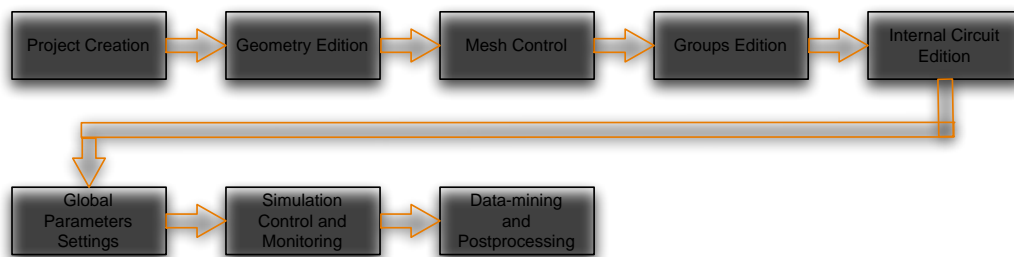 Project Creation
Geometry Edition
Mesh Control
Groups Edition
Internal Circuit
Edition
Global
Parameters
Settings
Simulation
Control and
Monitoring
Data-mining
and
Postprocessing